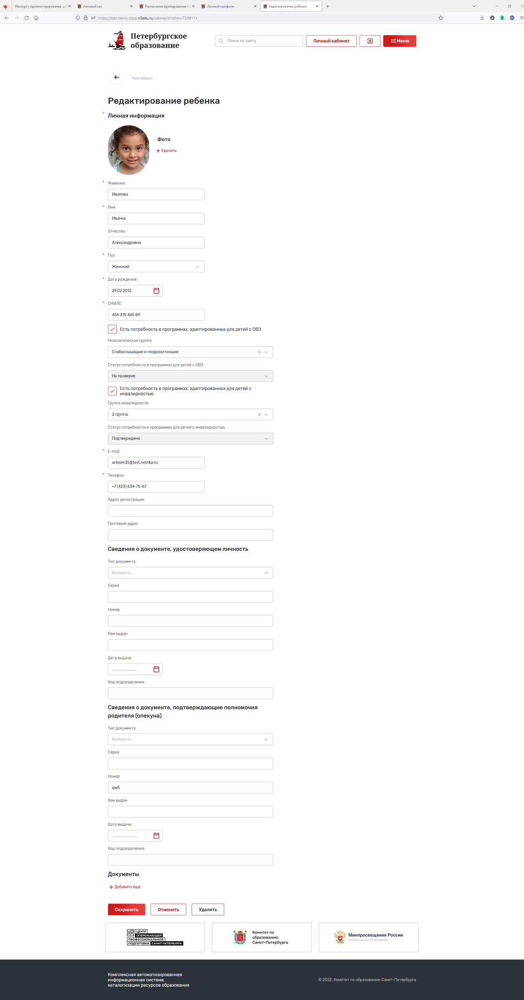 Импорт | Администрирование це
Актовый зал
Расписание бронирования по
Личный профиль
Редактирование ребенка
https://odo.demo.copp.n3edu.ru/cabinet/children/759917/
Петербургское
образование
Поиск по сайту
Личный кабинет
Меню
Мой кабинет
Редактирование ребенка
* Личная информация
Фото
+ Удалить
* Фамилия
Иванова
* Имя
Иванка
Отчество
Александровна
* Пол
Женский
* Дата рождения
29.02.2012
* СНИЛС
456 375 465 89
Есть потребность в программах, адаптированных для детей с ОВЗ
Нозологическая группа
Слабослышащие и позднооглохшие
Статус потребности в программах для детей с ОВЗ
На проверке
Есть потребность в программах, адаптированных для детей с
инвалидностью
Группа инвалидности
2 группа
Статус потребности в программах для детей с инвалидностью
Подтверждено
* E-mail
arteom35@test.netrika.ru
* Телефон
+7 (423) 634-75-67
Адрес регистрации
Почтовый адрес
Сведения о документе, удостоверяющем личность
Тип документа
Выберите...
Серия
Номер
Кем выдан
Дата выдачи
__.__.____
Код подразделения
Сведения о документе, подтверждающие полномочия
родителя (опекуна)
Тип документа
Выберите...
Серия
Номер
qw5
Кем выдан
Дата выдачи
__.__.____
Код подразделения
Документы
+ Добавить ещё
Сохранить
Отменить
Удалить
ЦОПП
ЦЕНТР
ОПЕРЕЖАЮЩЕЙ
ПРОФЕССИОНАЛЬНОЙ
ПОДГОТОВКИ САНКТ-ПЕТЕРБУРГА
Комитет по
образованию
Санкт-Петербурга
Минпросвещения России
Министерство просвещения Российской Федерации
Комплексная автоматизированная
информационная система
каталогизации ресурсов образования
© 2022. Комитет по образованию Санкт-Петербурга